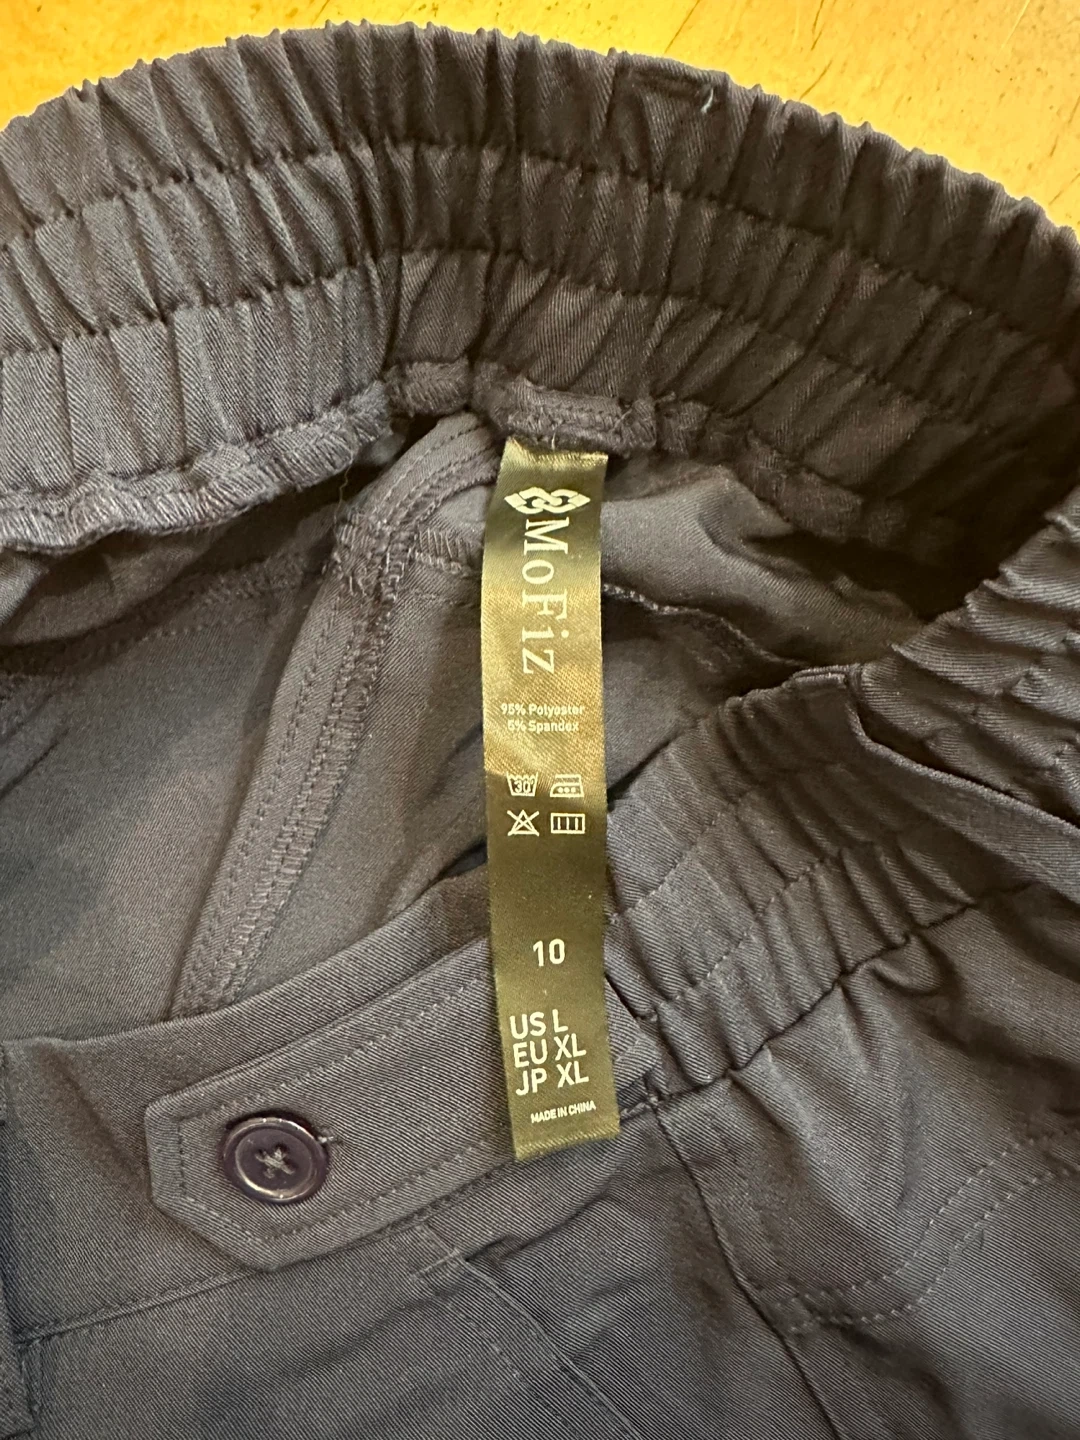 MoFiz
95% Polyester
5% Spandex
30
10
US L
EU XL
JP XL
MADE IN CHINA